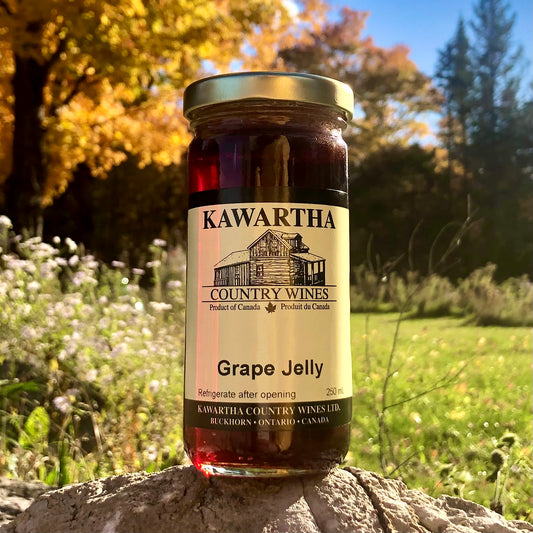 KAWARTHA
COUNTRY WINES
Product of Canada Produit du Canada
Grape Jelly
Refrigerate after opening 250 mL
KAWARTHA COUNTRY WINES LTD.
BUCKHORN • ONTARIO • CANADA